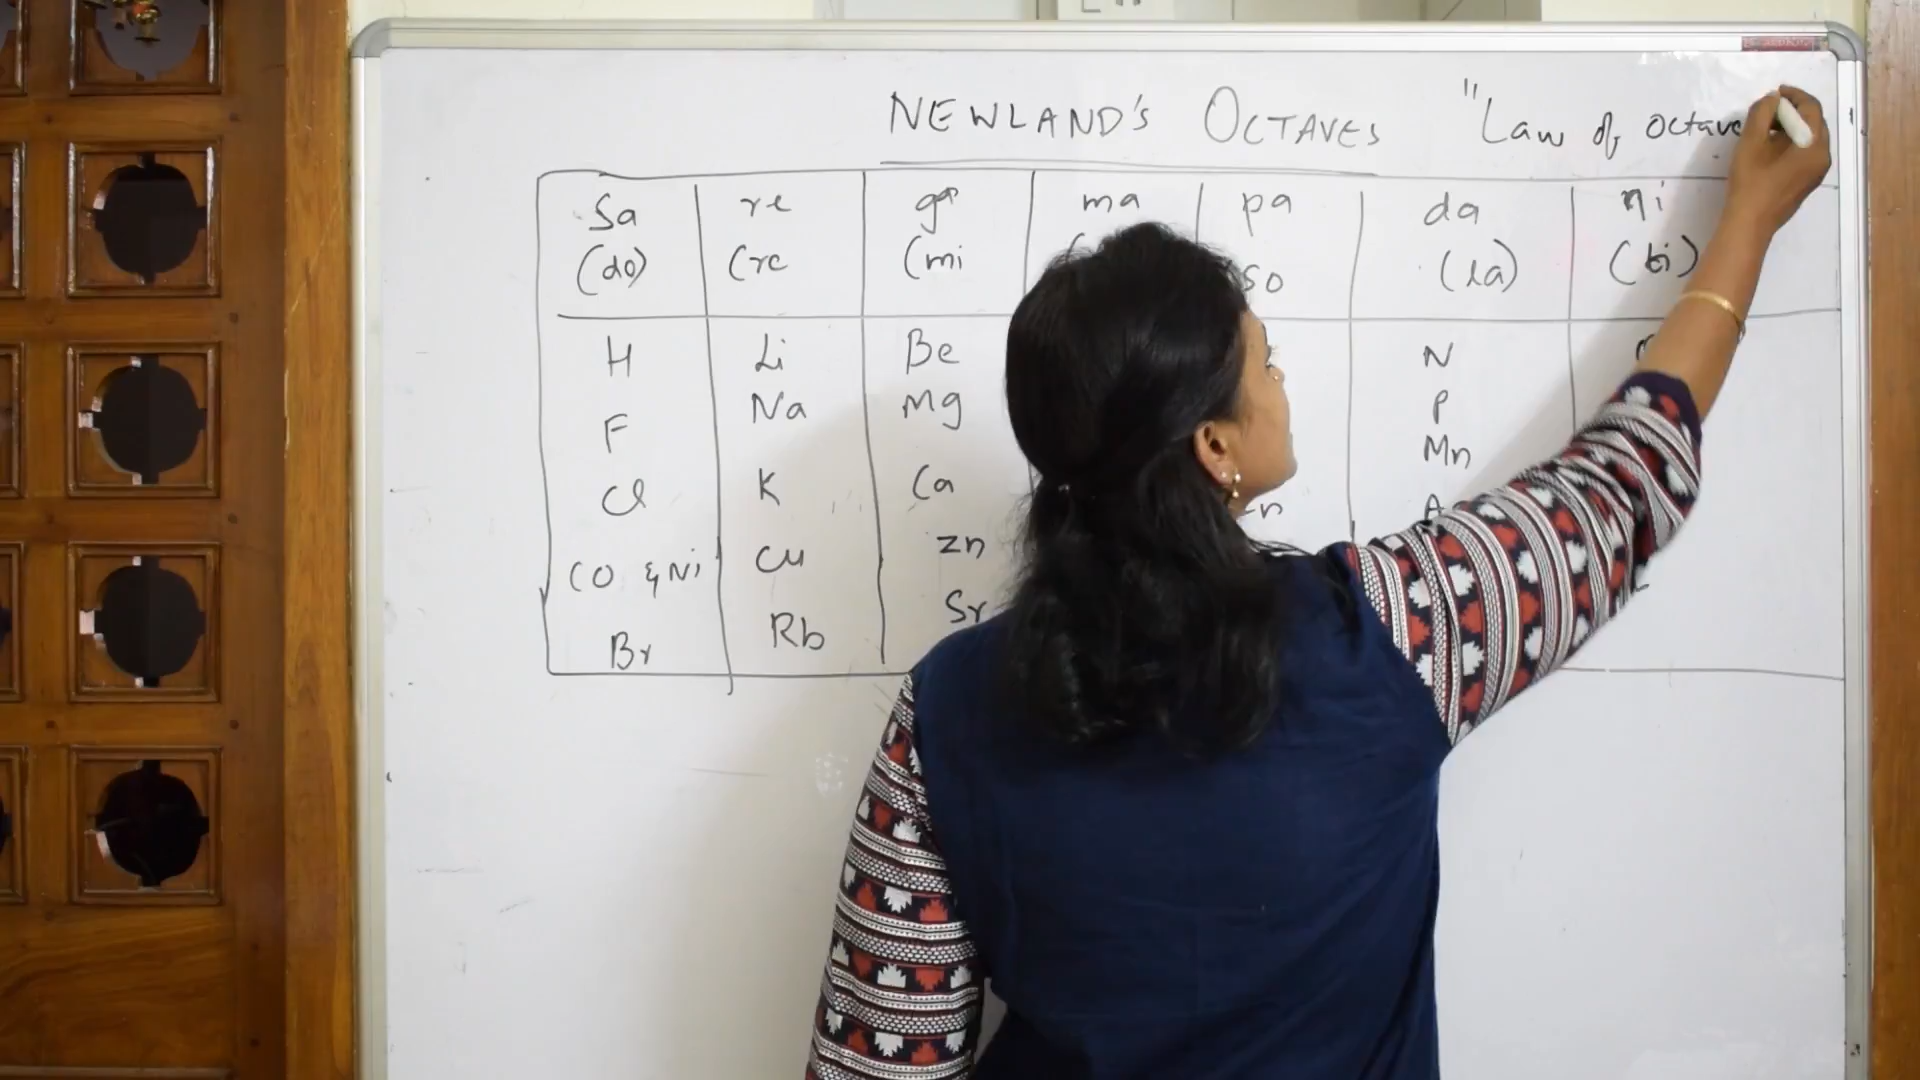 NEWLAND'S OCTAVES "Law of octave
Sa re ga ma pa da ni
(do) (re (mi so (la) (ti)
H Li Be N
F Na Mg P
Mn
Cl K Ca
CO & Ni Cu Zn
Br Rb Sr